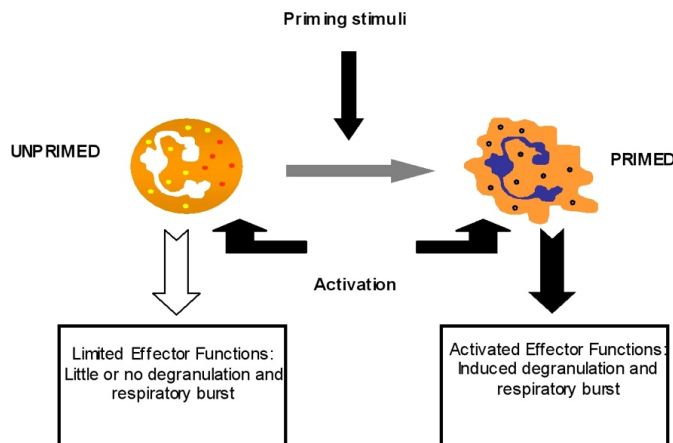 Priming stimuli
UNPRIMED
PRIMED
Activation
Limited Effector Functions:
Little or no degranulation and
respiratory burst
Activated Effector Functions:
Induced degranulation and
respiratory burst